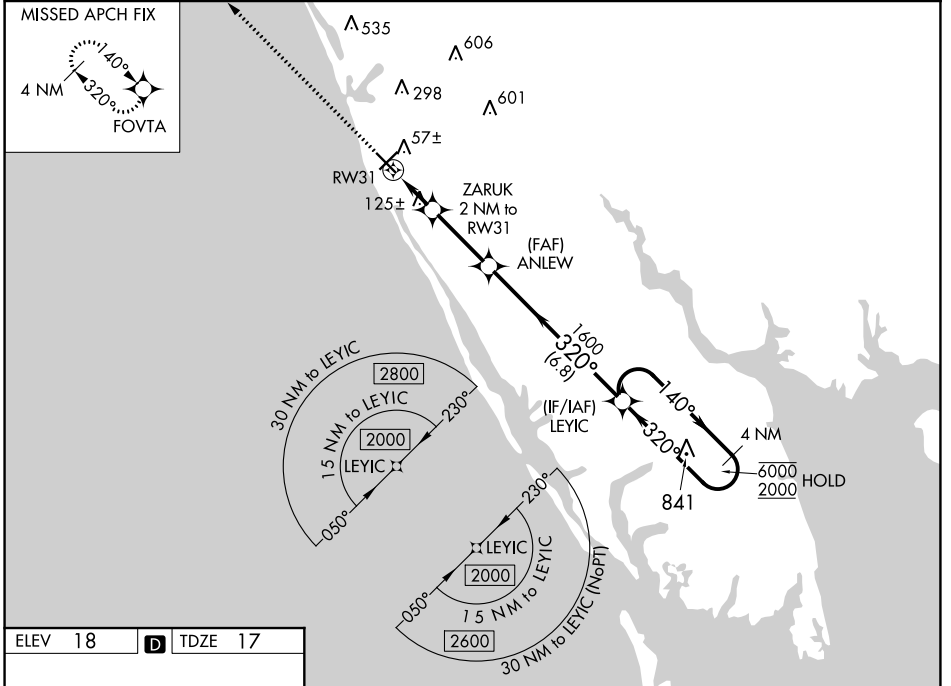 MISSED APCH FIX
140°
4 NM
320°
FOVTA
535
606
298
601
57±
RW31
125±
ZARUK
2 NM to
RW31
(FAF)
ANLEW
1600
320°
(6.8)
(IF/IAF)
LEYIC
140°
320°
4 NM
6000
2000
HOLD
841
30 NM to LEYIC
2800
15 NM to LEYIC
2000
230°
LEYIC
050°
230°
LEYIC
2000
050°
15 NM to LEYIC
2600
30 NM to LEYIC (NoPT)
ELEV 18 D TDZE 17